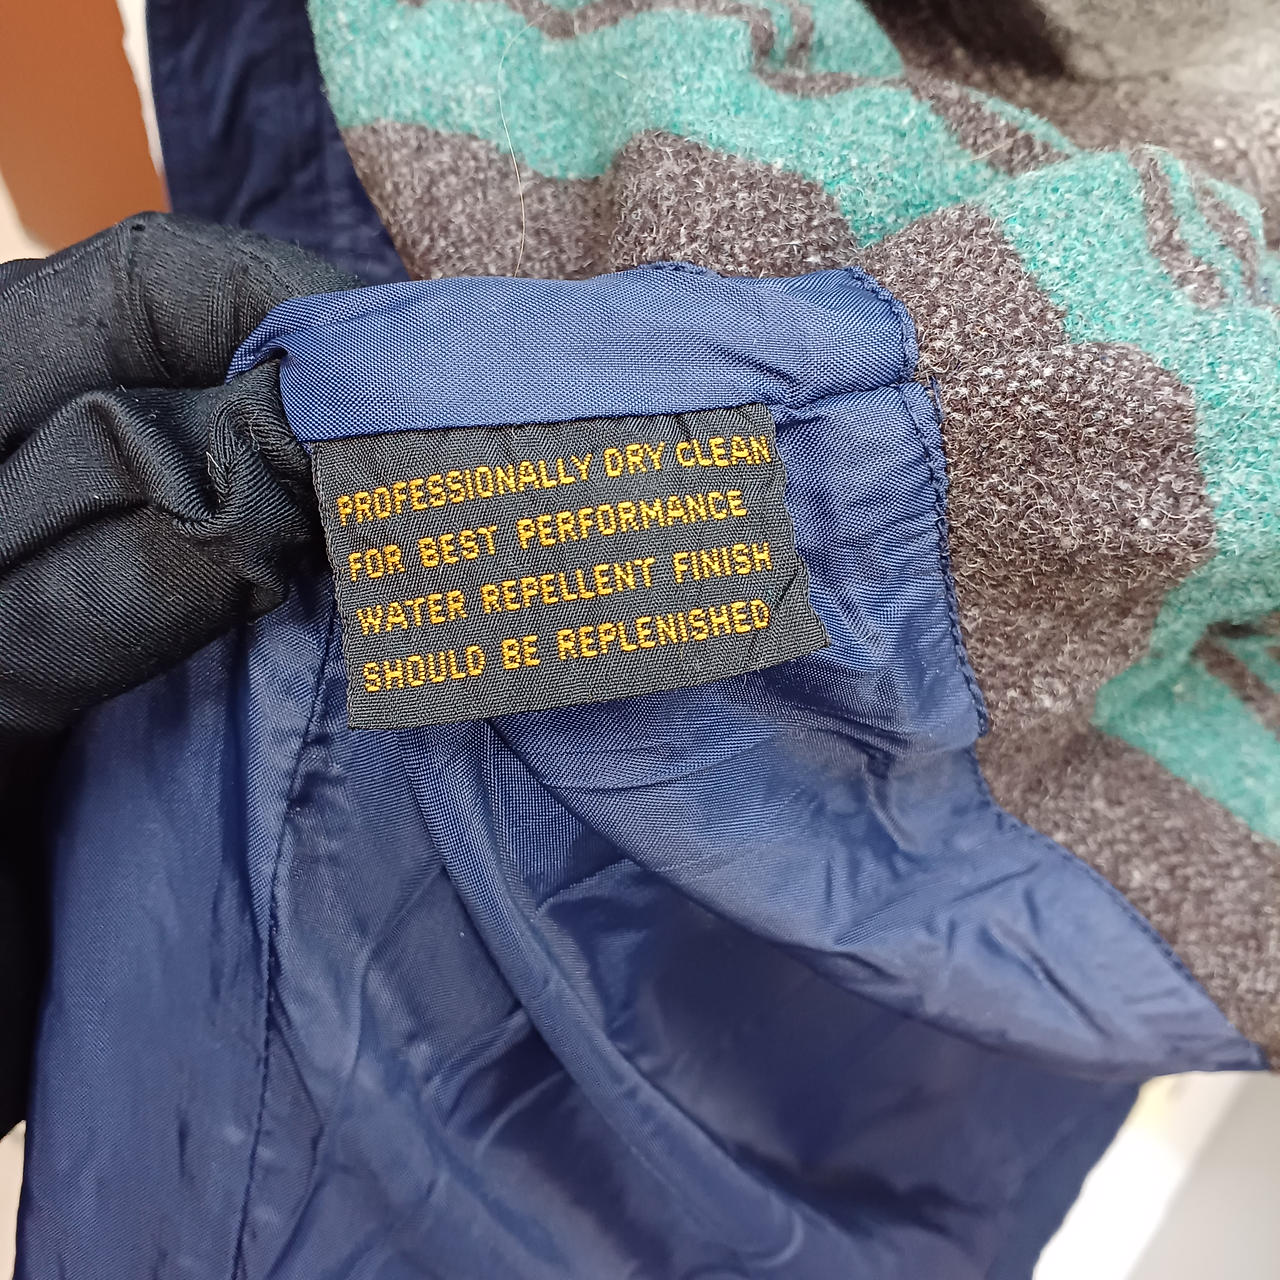 PROFESSIONALLY DRY CLEAN
FOR BEST PERFORMANCE
WATER REPELLENT FINISH
SHOULD BE REPLENISHED